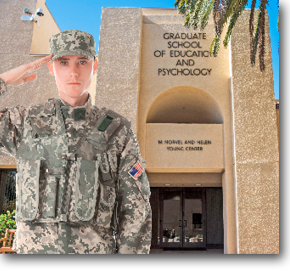 GRADUATE
SCHOOL
OF EDUCATION
AND
PSYCHOLOGY
M NORVEL AND HELEN
YOUNG CENTER